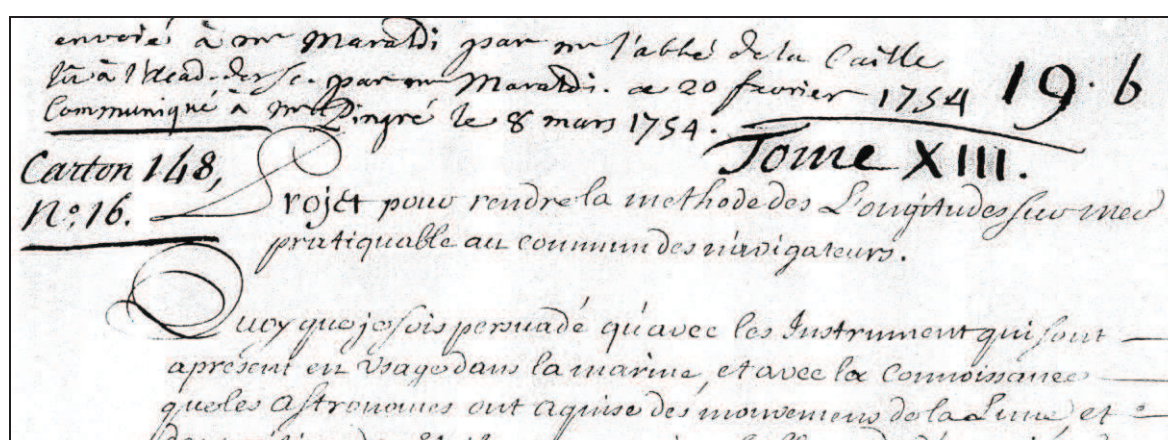 envoié à mr Maraldi par mr l'abbé de la Caille
lû à l'Acad. des sc. par mr Maraldi. ce 20 fevrier 1754
Communiqué à mr Pingré le 8 mars 1754.
19. b
Tome XIII.
Carton 148,
N.o 16.
Projet pour rendre la methode des Longitudes sur mer
pratiquable au commun des navigateurs.
Quoy que je sois persuadé qu'avec les Instrument qui sont
apresent en Usage dans la marine, et avec la Connoissance
que les Astronomes ont aquise des mouvemens de la Lune, et